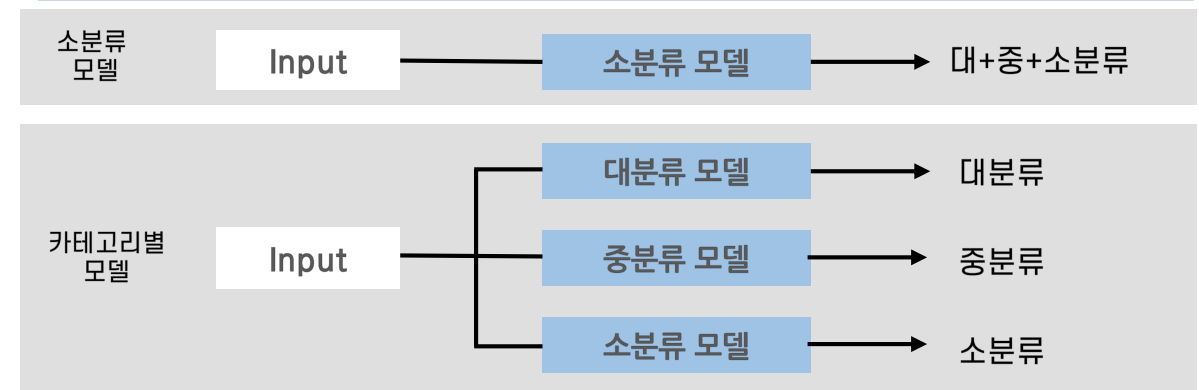 소분류
모델
Input
소분류 모델
대+중+소분류
카테고리별
모델
Input
대분류 모델
대분류
중분류 모델
중분류
소분류 모델
소분류